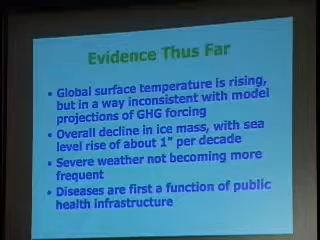 Evidence Thus Far
• Global surface temperature is rising,
but in a way inconsistent with model
projections of GHG forcing
• Overall decline in ice mass, with sea
level rise of about 1" per decade
• Severe weather not becoming more
frequent
• Diseases are first a function of public
health infrastructure